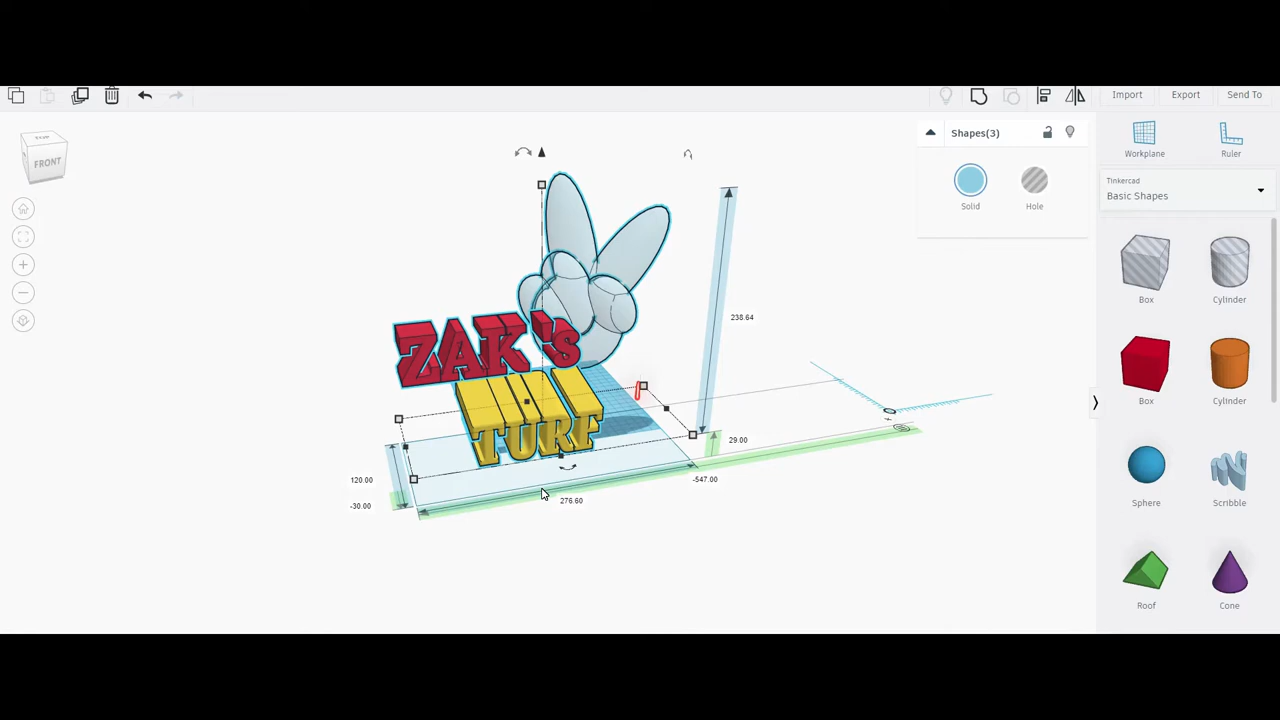 Import Export Send To
TOP
FRONT
Shapes(3)
Solid Hole
Workplane Ruler
Tinkercad
Basic Shapes
Box Cylinder
Box Cylinder
Sphere Scribble
Roof Cone
ZAK's
TURF
238.64
29.00
-547.00
120.00
-30.00
276.60